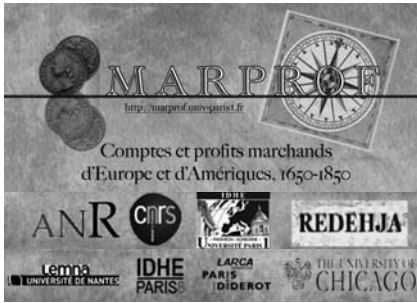 MARPROF
http://marprof.univ-paris1.fr
Comptes et profits marchands
d'Europe et d'Amériques, 1650-1850
ANR
cnrs
IDHE
UNIVERSITÉ PARIS 1
REDEHJA
Lemna
UNIVERSITÉ DE NANTES
IDHE
PARIS8
LARCA
PARIS
DIDEROT
THE UNIVERSITY OF
CHICAGO